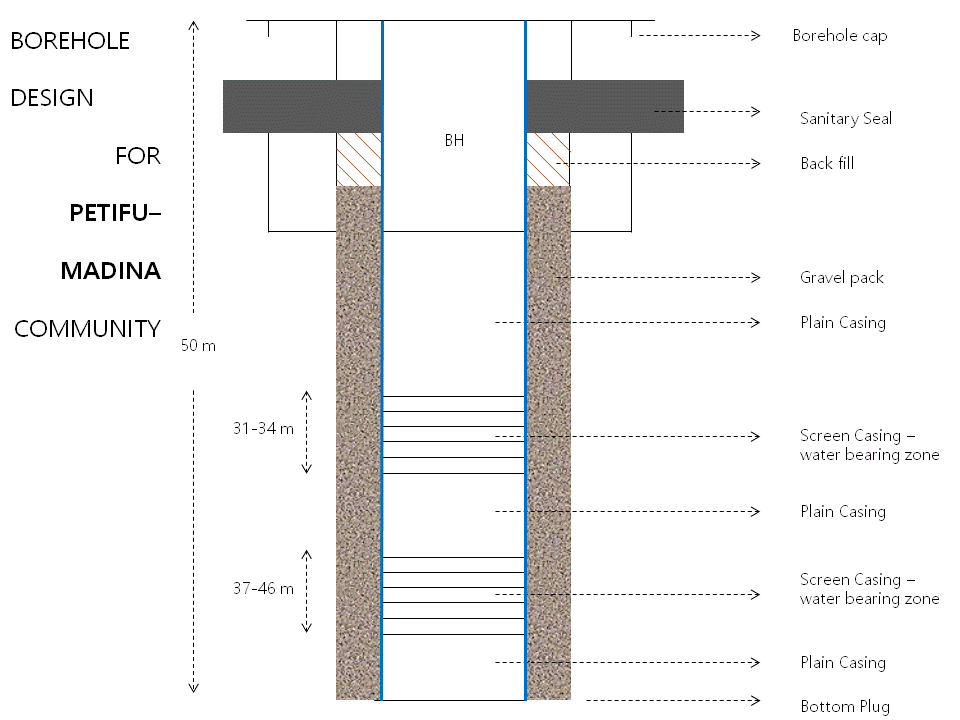 BOREHOLE
DESIGN
FOR
PETIFU–
MADINA
COMMUNITY
50 m
31-34 m
37-46 m
BH
Borehole cap
Sanitary Seal
Back fill
Gravel pack
Plain Casing
Screen Casing –
water bearing zone
Plain Casing
Screen Casing –
water bearing zone
Plain Casing
Bottom Plug